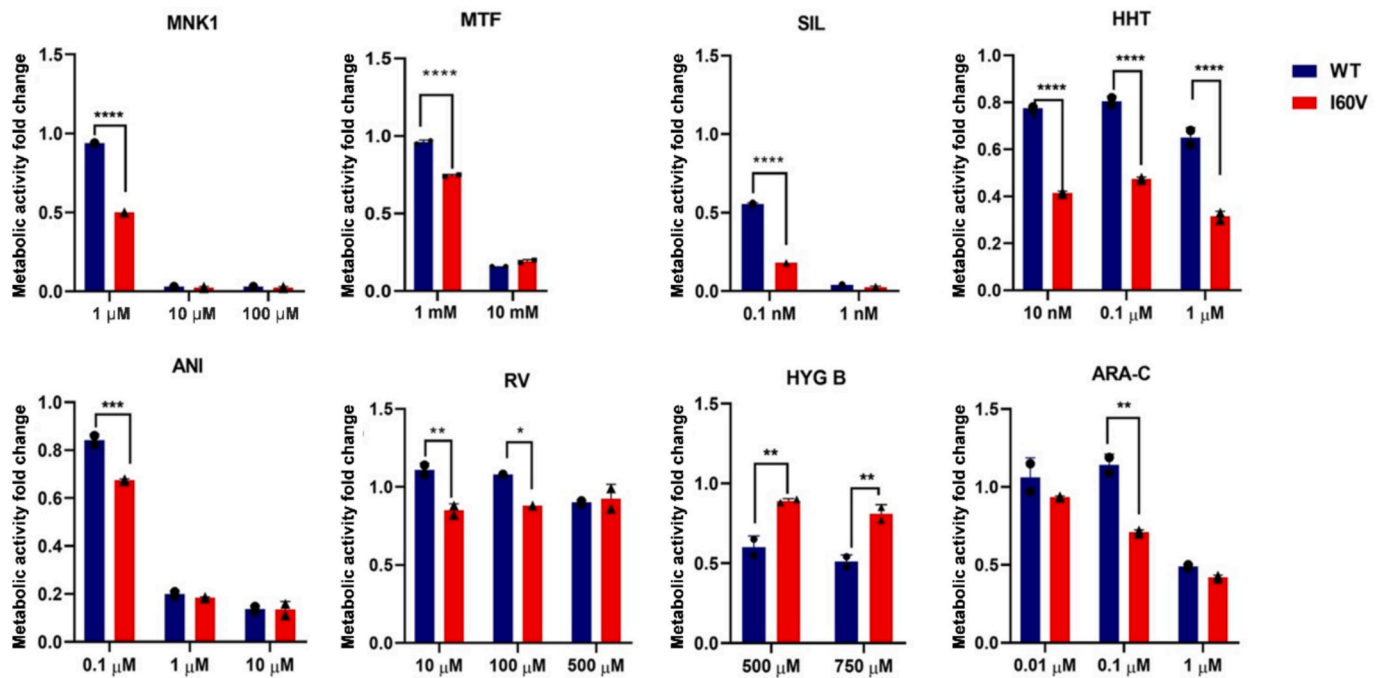 MNK1
Metabolic activity fold change
1.5
1.0
0.5
0.0
****
1 μM 10 μM 100 μM
MTF
Metabolic activity fold change
1.5
1.0
0.5
0.0
****
1 mM 10 mM
SIL
Metabolic activity fold change
1.5
1.0
0.5
0.0
****
0.1 nM 1 nM
HHT
Metabolic activity fold change
1.0
0.8
0.6
0.4
0.2
0.0
**** **** ****
10 nM 0.1 μM 1 μM
WT
I60V
ANI
Metabolic activity fold change
1.0
0.8
0.6
0.4
0.2
0.0
***
0.1 μM 1 μM 10 μM
RV
Metabolic activity fold change
1.5
1.0
0.5
0.0
** *
10 μM 100 μM 500 μM
HYG B
Metabolic activity fold change
1.5
1.0
0.5
0.0
** **
500 μM 750 μM
ARA-C
Metabolic activity fold change
1.5
1.0
0.5
0.0
**
0.01 μM 0.1 μM 1 μM